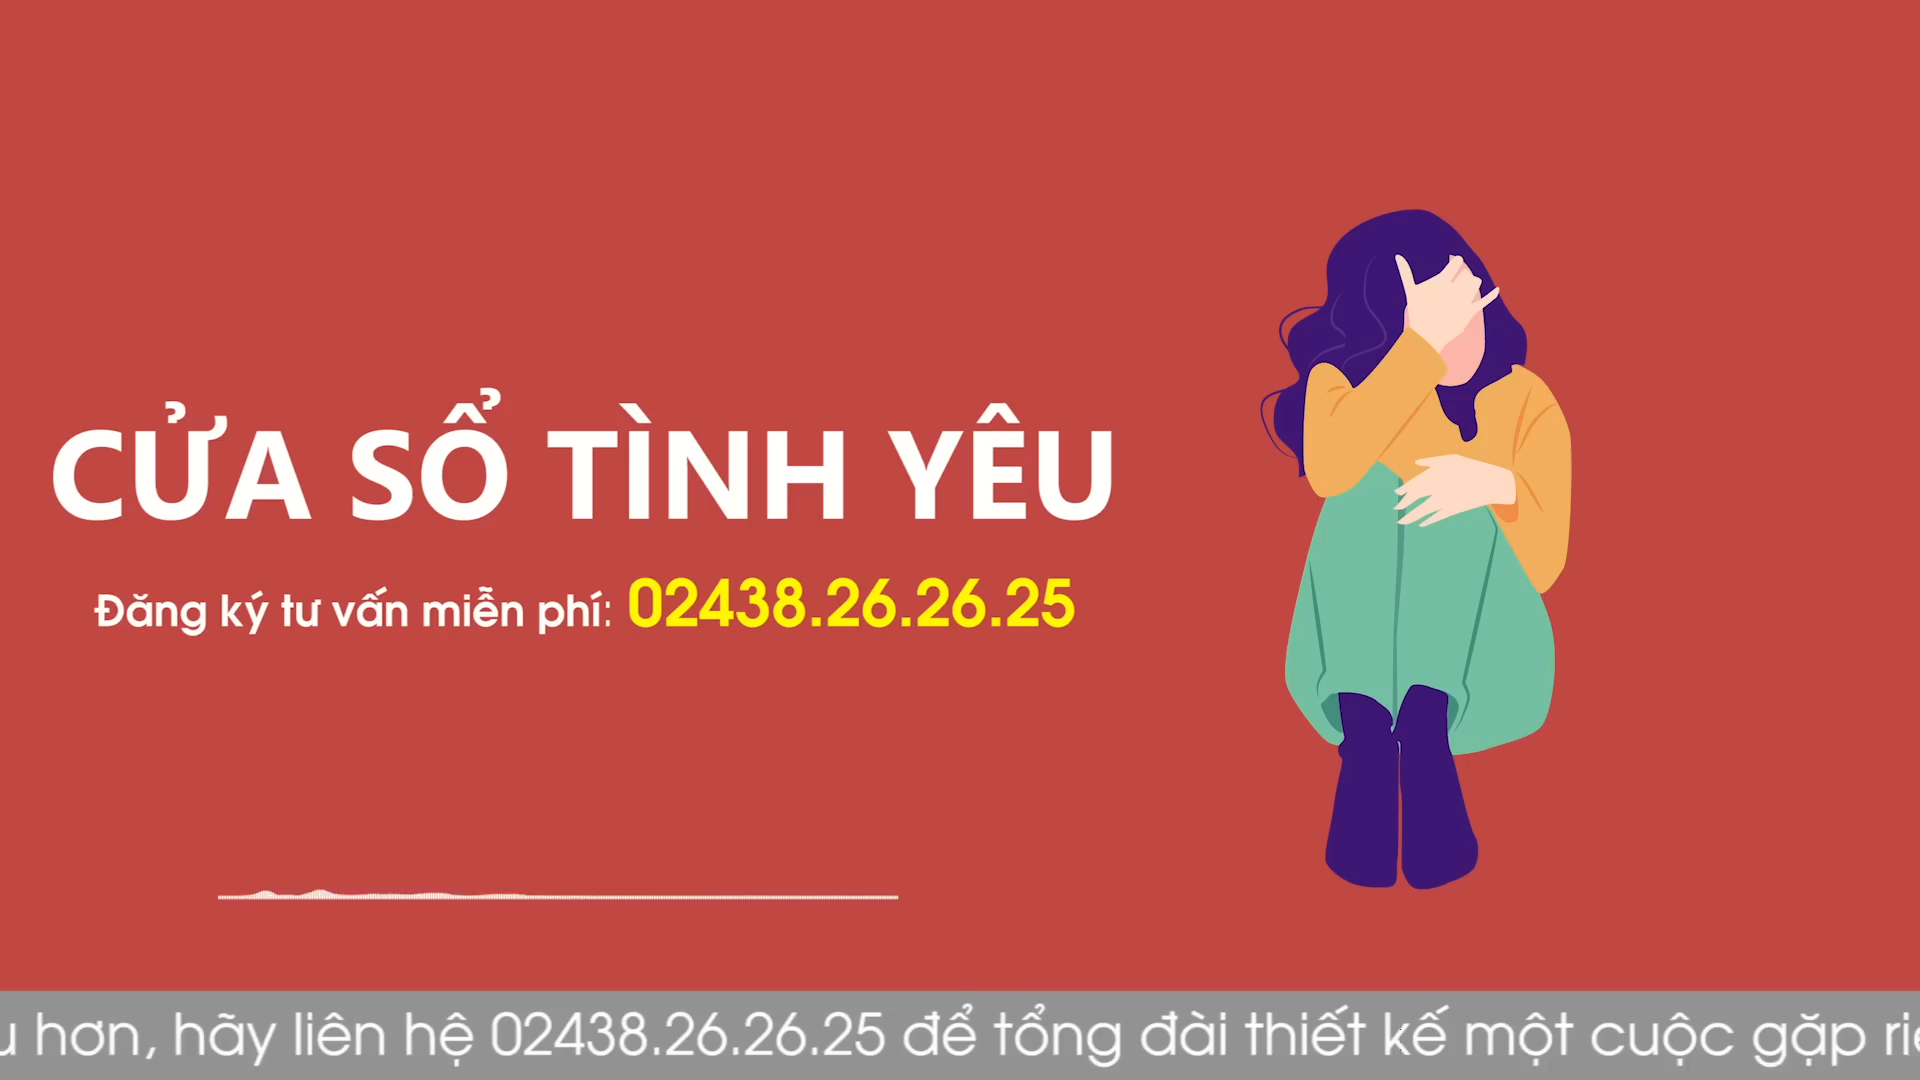 CỬA SỔ TÌNH YÊU
Đăng ký tư vấn miễn phí: 02438.26.26.25
hơn, hãy liên hệ 02438.26.26.25 để tổng đài thiết kế một cuộc gặp